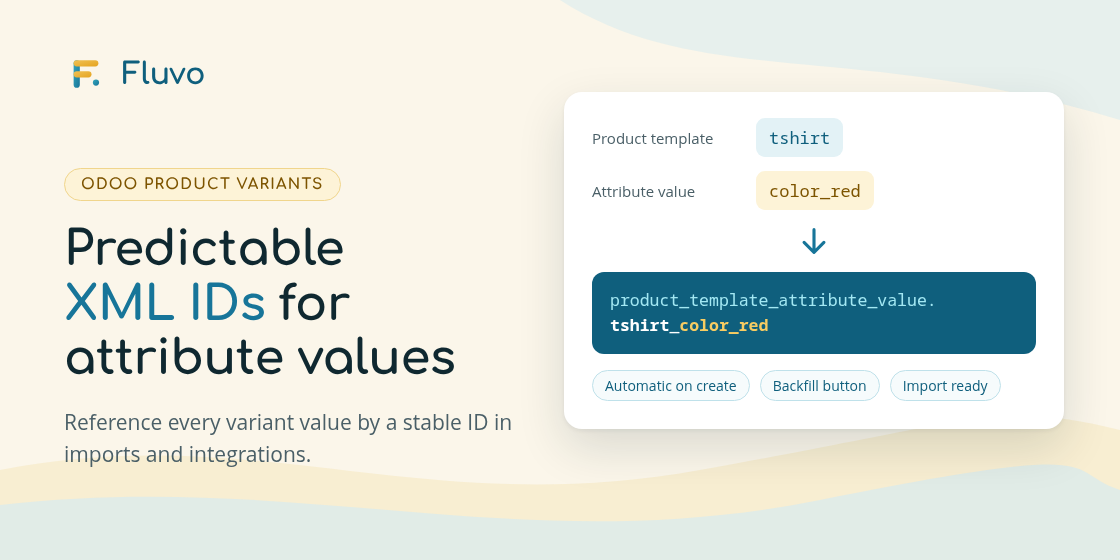 Fluvo
ODOO PRODUCT VARIANTS
Predictable
XML IDs for
attribute values
Reference every variant value by a stable ID in
imports and integrations.
Product template tshirt
Attribute value color_red
product_template_attribute_value.
tshirt_color_red
Automatic on create Backfill button Import ready